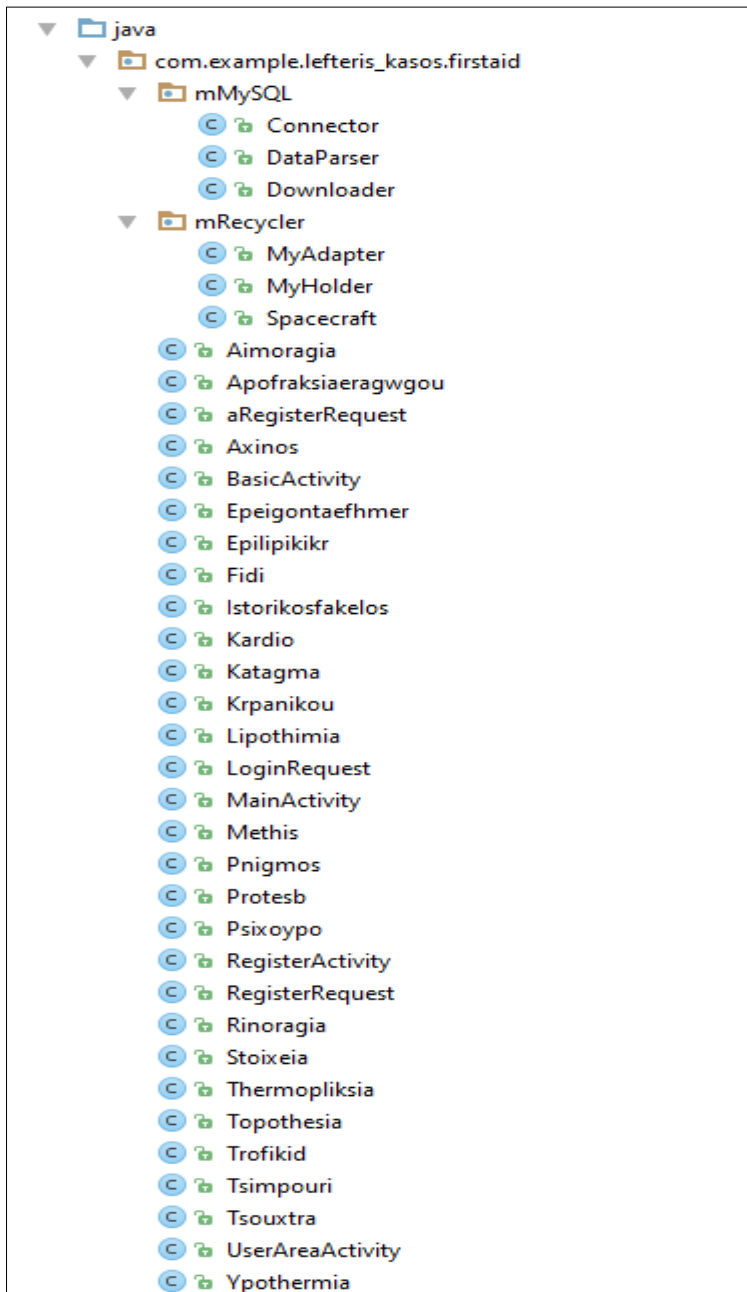 java
com.example.lefteris_kasos.firstaid
mMySQL
Connector
DataParser
Downloader
mRecycler
MyAdapter
MyHolder
Spacecraft
Aimoragia
Apofraksiaeragwgou
aRegisterRequest
Axinos
BasicActivity
Epeigontaefhmer
Epilipikikr
Fidi
Istorikosfakelos
Kardio
Katagma
Krpanikou
Lipothimia
LoginRequest
MainActivity
Methis
Pnigmos
Protesb
Psixoypo
RegisterActivity
RegisterRequest
Rinoragia
Stoixeia
Thermopliksia
Topothesia
Trofikid
Tsimpouri
Tsouxtra
UserAreaActivity
Ypothermia